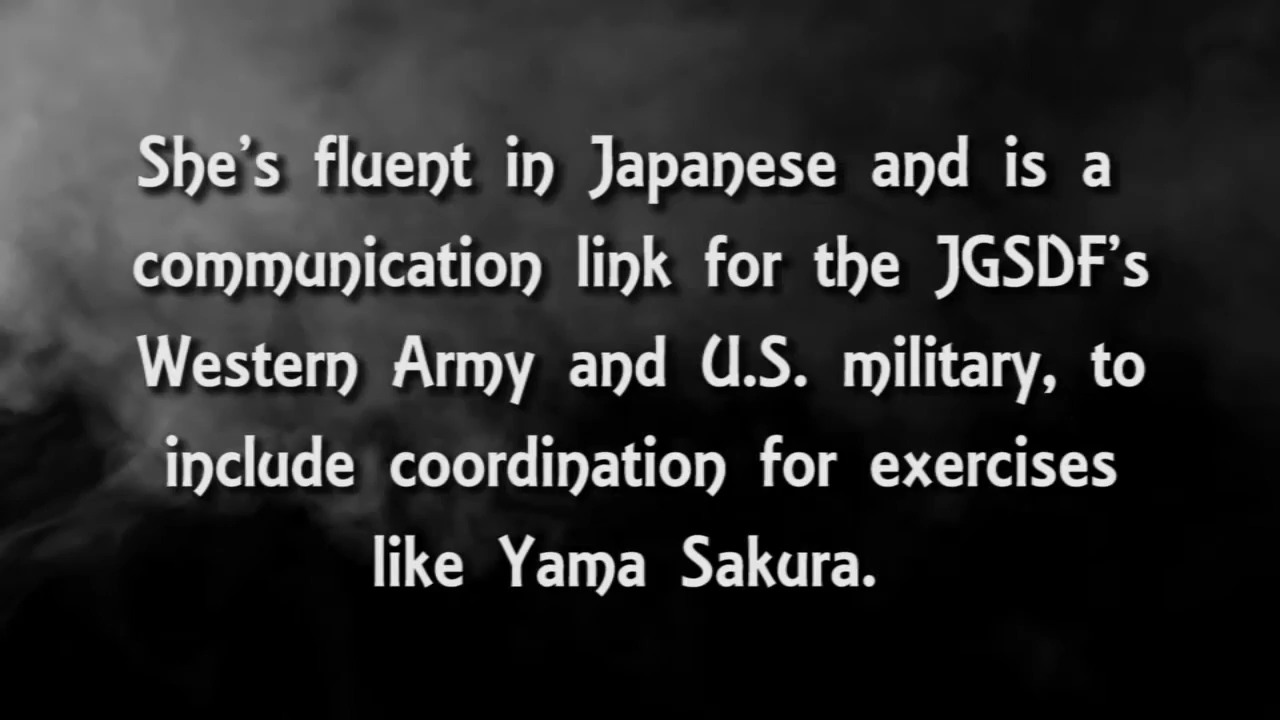 She's fluent in Japanese and is a
communication link for the JGSDF's
Western Army and U.S. military, to
include coordination for exercises
like Yama Sakura.